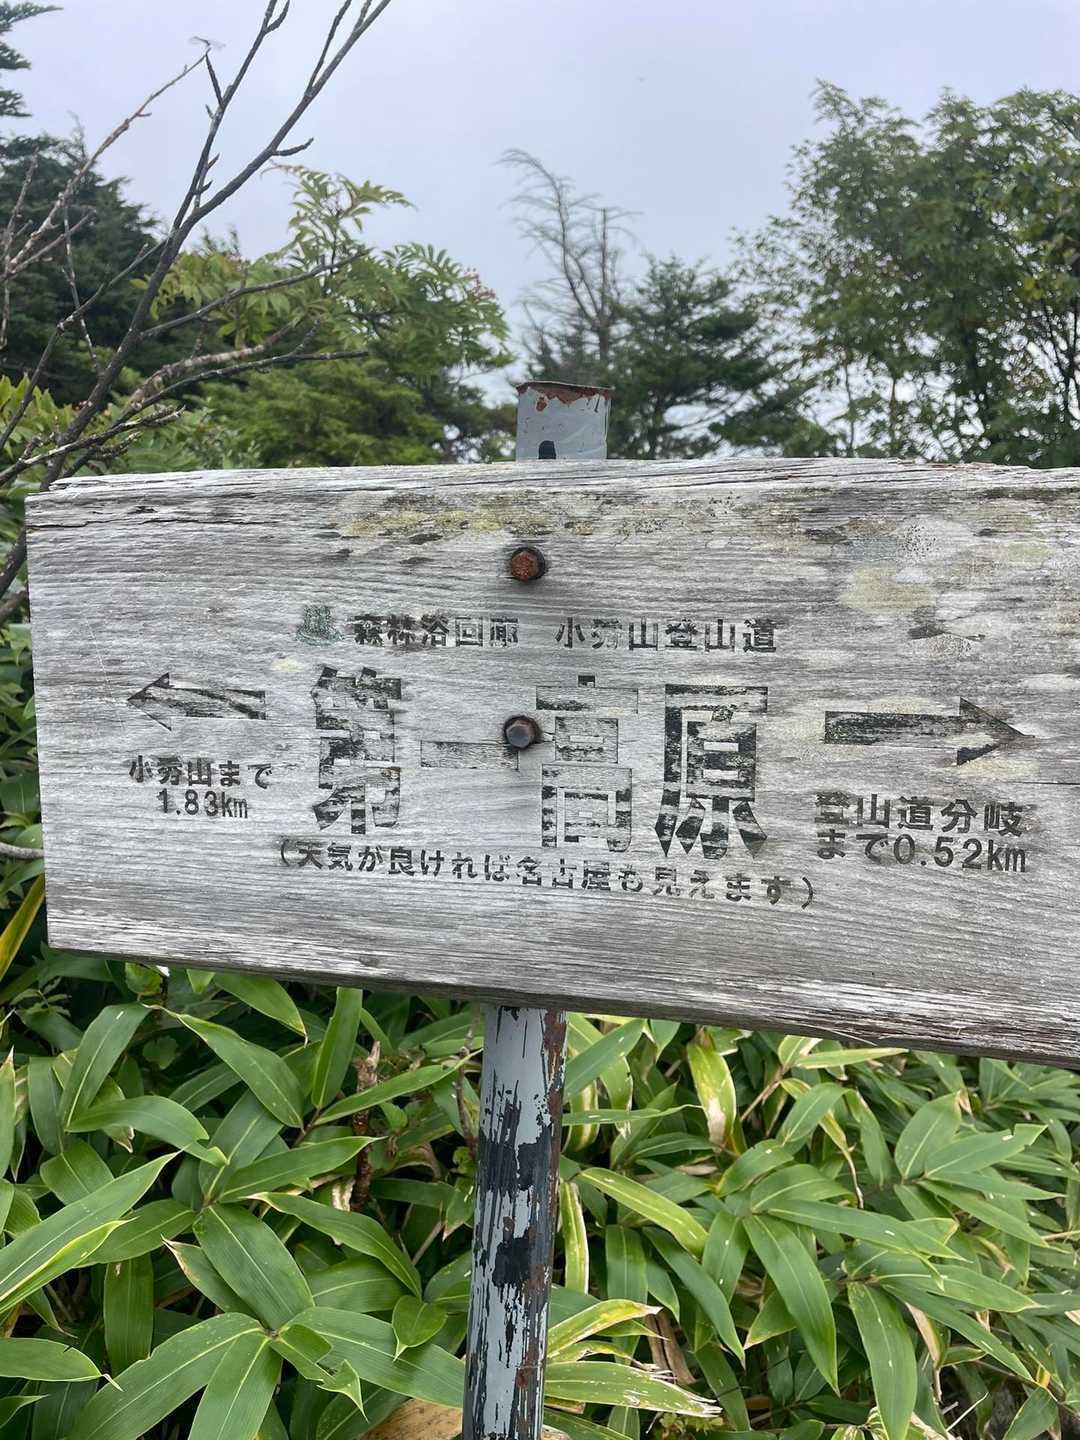 森林浴回廊 小秀山登山道
第一高原
小秀山まで
1.83km
登山道分岐
まで0.52km
(天気が良ければ名古屋も見えます)